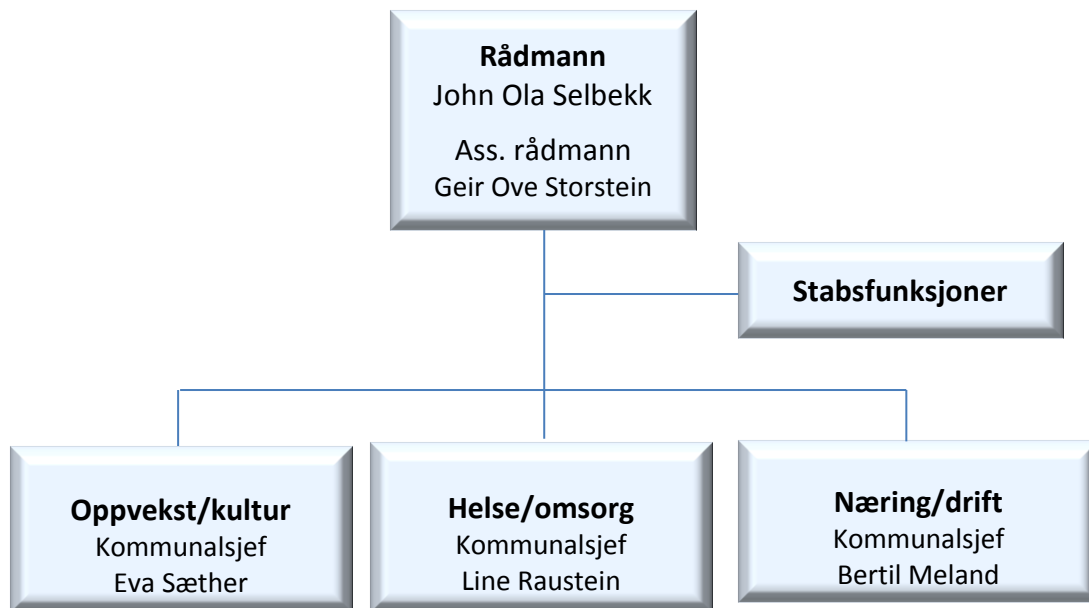 Rådmann
John Ola Selbekk
Ass. rådmann
Geir Ove Storstein
Stabsfunksjoner
Oppvekst/kultur
Kommunalsjef
Eva Sæther
Helse/omsorg
Kommunalsjef
Line Raustein
Næring/drift
Kommunalsjef
Bertil Meland